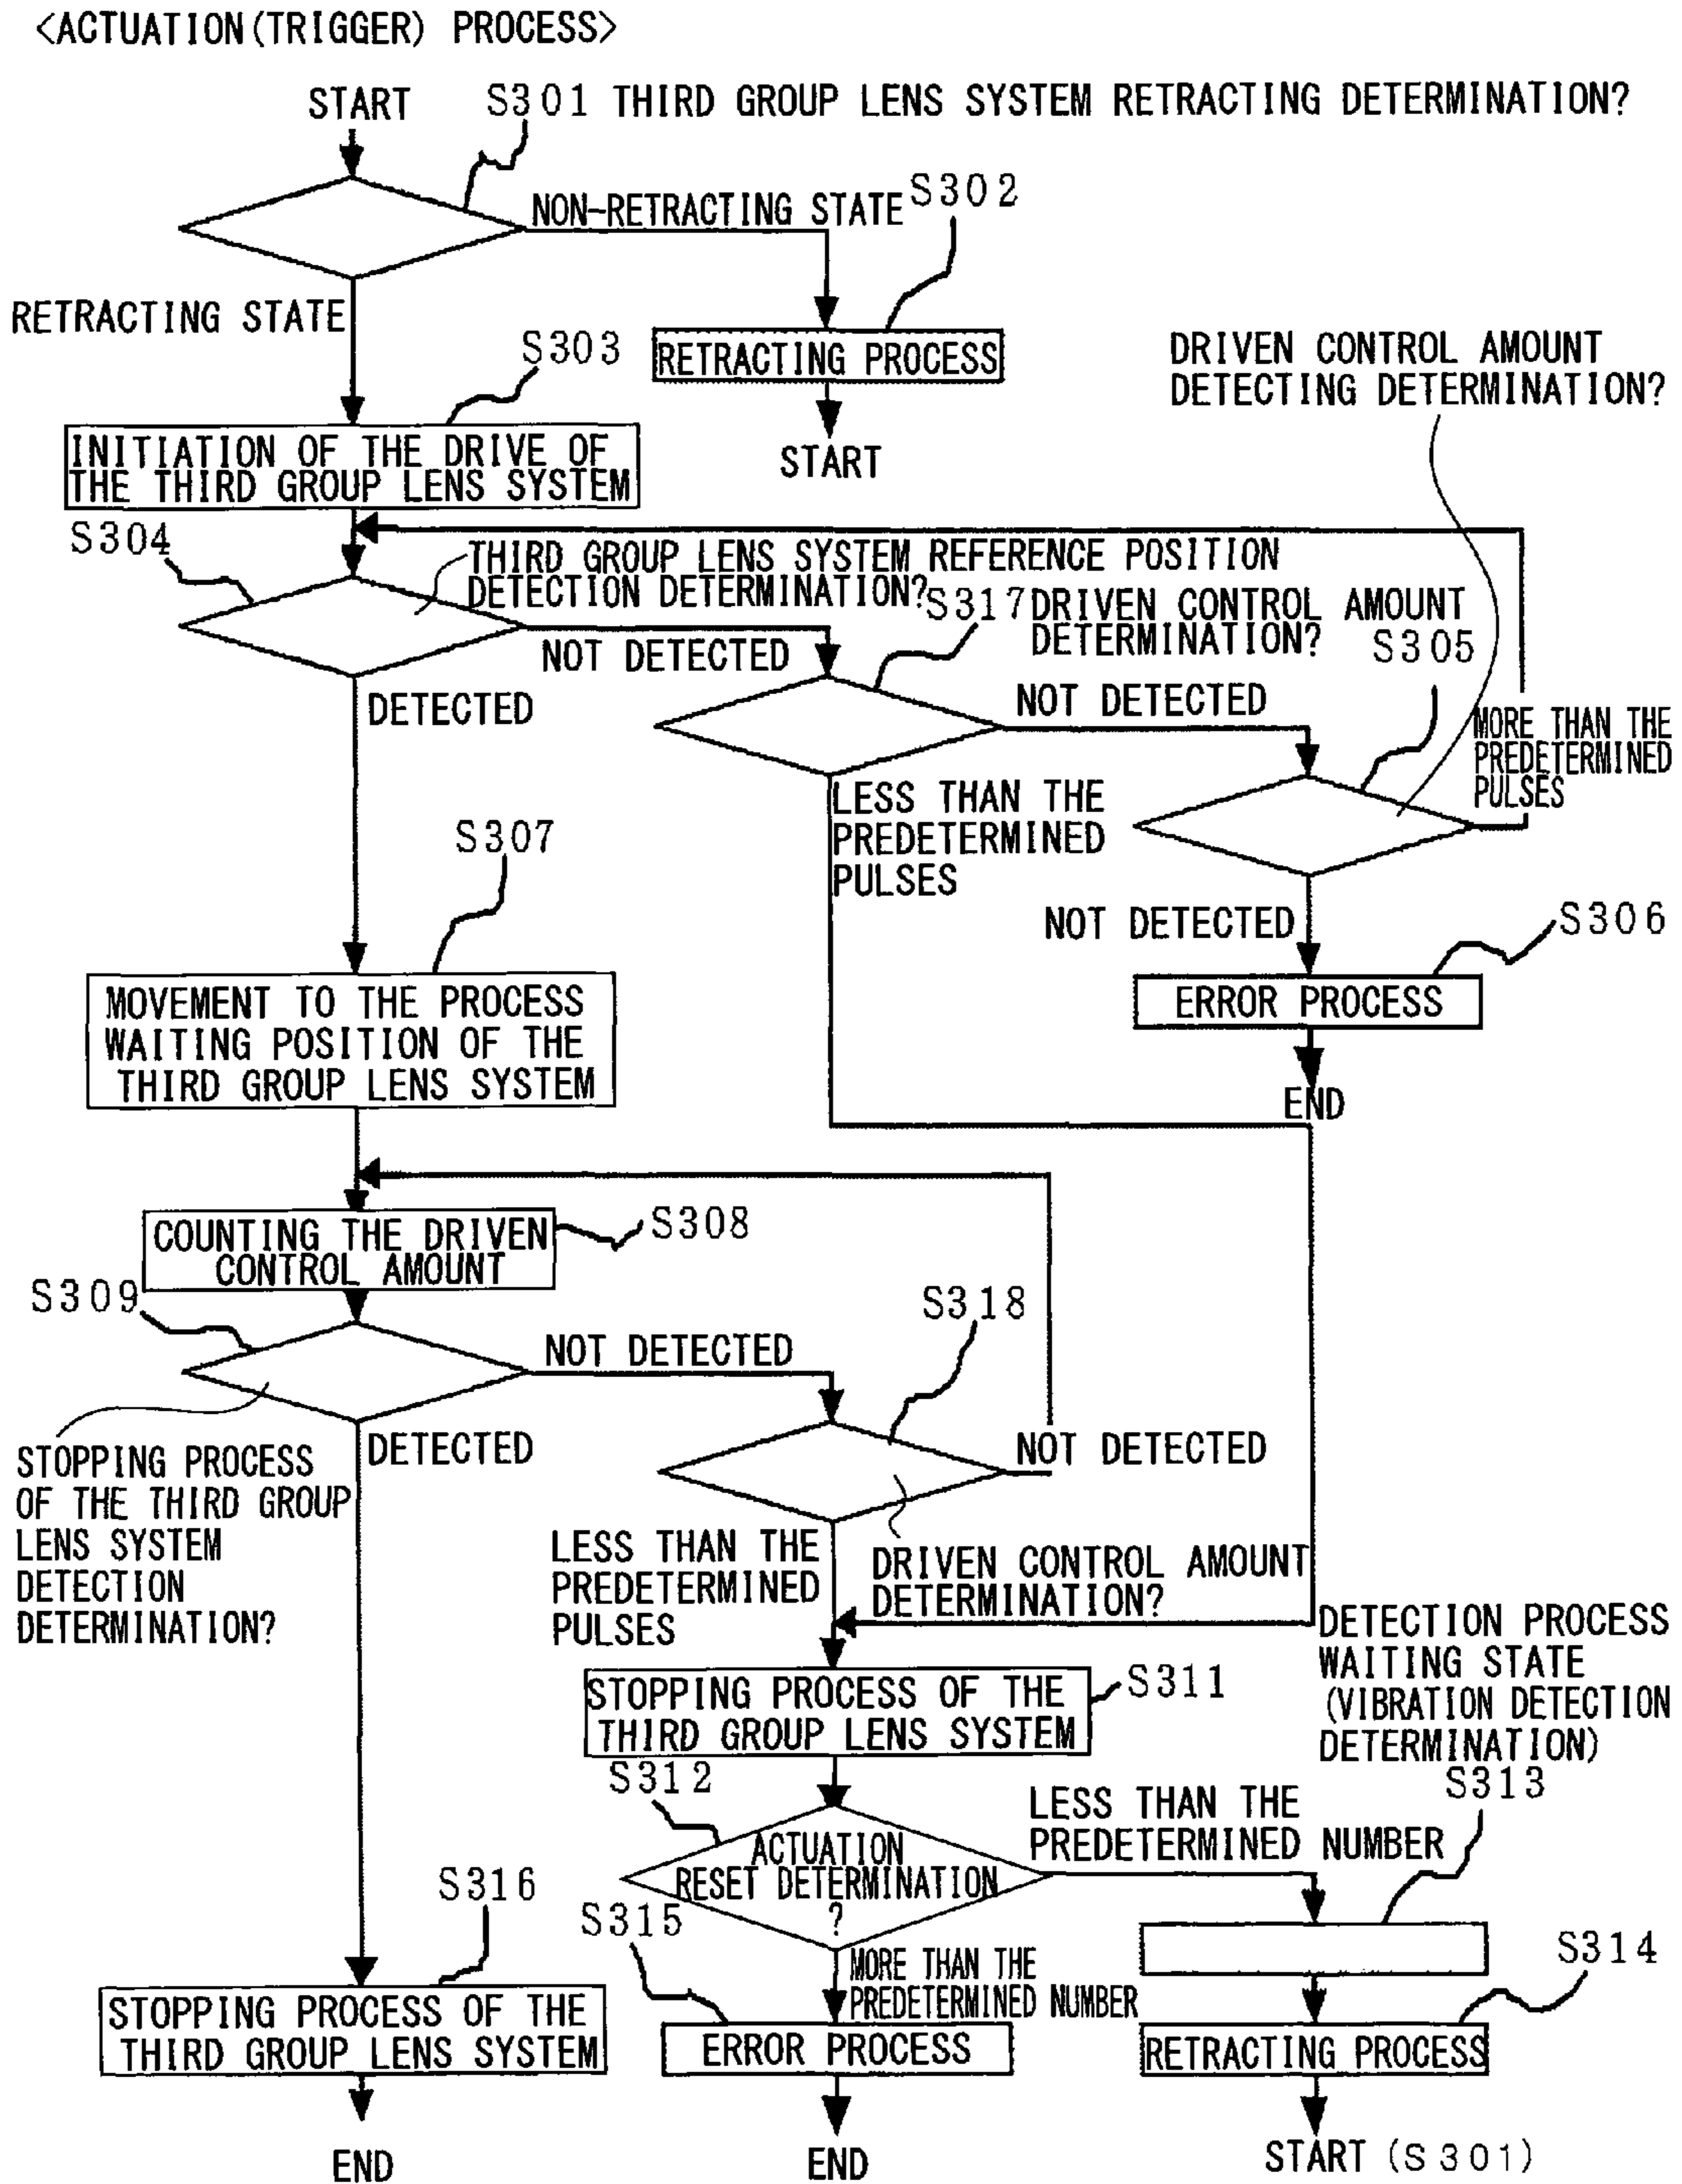 <ACTUATION(TRIGGER) PROCESS>
START
S301 THIRD GROUP LENS SYSTEM RETRACTING DETERMINATION?
NON-RETRACTING STATE
S302
RETRACTING STATE
S303
RETRACTING PROCESS
DRIVEN CONTROL AMOUNT
DETECTING DETERMINATION?
INITIATION OF THE DRIVE OF
THE THIRD GROUP LENS SYSTEM
START
S304
THIRD GROUP LENS SYSTEM REFERENCE POSITION
DETECTION DETERMINATION?
S317
DRIVEN CONTROL AMOUNT
DETERMINATION?
S305
NOT DETECTED
DETECTED
NOT DETECTED
MORE THAN THE
PREDETERMINED
PULSES
LESS THAN THE
PREDETERMINED
PULSES
S307
NOT DETECTED
S306
MOVEMENT TO THE PROCESS
WAITING POSITION OF THE
THIRD GROUP LENS SYSTEM
ERROR PROCESS
END
COUNTING THE DRIVEN
CONTROL AMOUNT
S308
S309
S318
NOT DETECTED
DETECTED
NOT DETECTED
STOPPING PROCESS
OF THE THIRD GROUP
LENS SYSTEM
DETECTION
DETERMINATION?
LESS THAN THE
PREDETERMINED
PULSES
DRIVEN CONTROL AMOUNT
DETERMINATION?
DETECTION PROCESS
WAITING STATE
(VIBRATION DETECTION
DETERMINATION)
STOPPING PROCESS OF THE
THIRD GROUP LENS SYSTEM
S311
S312
S313
LESS THAN THE
PREDETERMINED NUMBER
ACTUATION
RESET DETERMINATION
?
S316
S315
S314
MORE THAN THE
PREDETERMINED NUMBER
STOPPING PROCESS OF THE
THIRD GROUP LENS SYSTEM
ERROR PROCESS
RETRACTING PROCESS
END
END
START (S301)